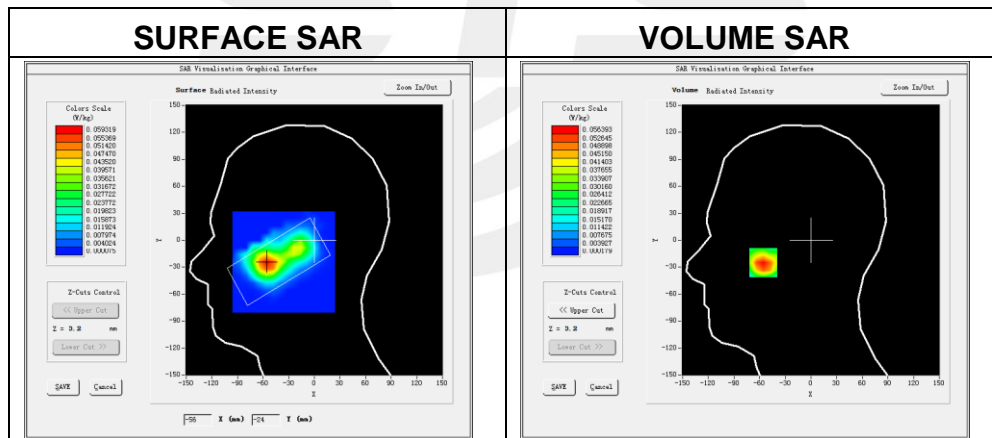 SURFACE SAR
VOLUME SAR
SAR Visualisation Graphical Interface
Surface Radiated Intensity
Zoom In/Out
Colors Scale
(W/kg)
0.059319
0.055369
0.051420
0.047470
0.043520
0.039571
0.035621
0.031672
0.027722
0.023772
0.019823
0.015873
0.011924
0.007974
0.004024
0.000075
Z-Cuts Control
<< Upper Cut
Z = 3.2 mm
Lower Cut >>
SAVE Cancel
150
120
90
60
30
0
-30
-60
-90
-120
-150
Y
-150 -120 -90 -60 -30 0 30 60 90 120 150
X
-56 X (mm) -24 Y (mm)
SAR Visualisation Graphical Interface
Volume Radiated Intensity
Zoom In/Out
Colors Scale
(W/kg)
0.056393
0.052645
0.048898
0.045150
0.041403
0.037655
0.033907
0.030160
0.026412
0.022665
0.018917
0.015170
0.011422
0.007675
0.003927
0.000179
Z-Cuts Control
<< Upper Cut
Z = 3.2 mm
Lower Cut >>
SAVE Cancel
150
120
90
60
30
0
-30
-60
-90
-120
-150
Y
-150 -120 -90 -60 -30 0 30 60 90 120 150
X